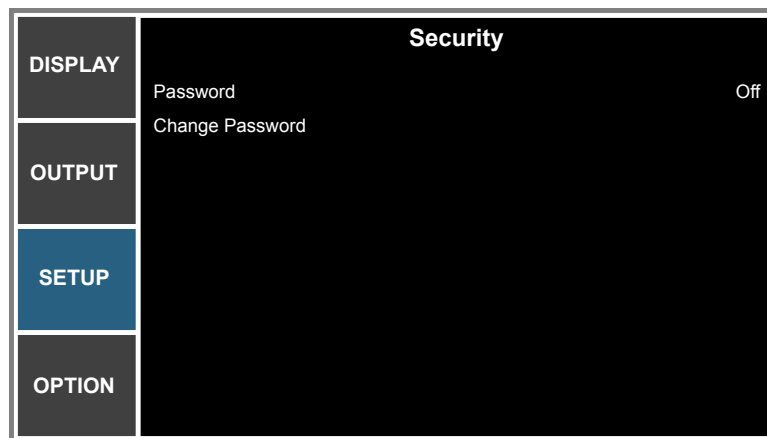 DISPLAY
OUTPUT
SETUP
OPTION
Security
Password Off
Change Password